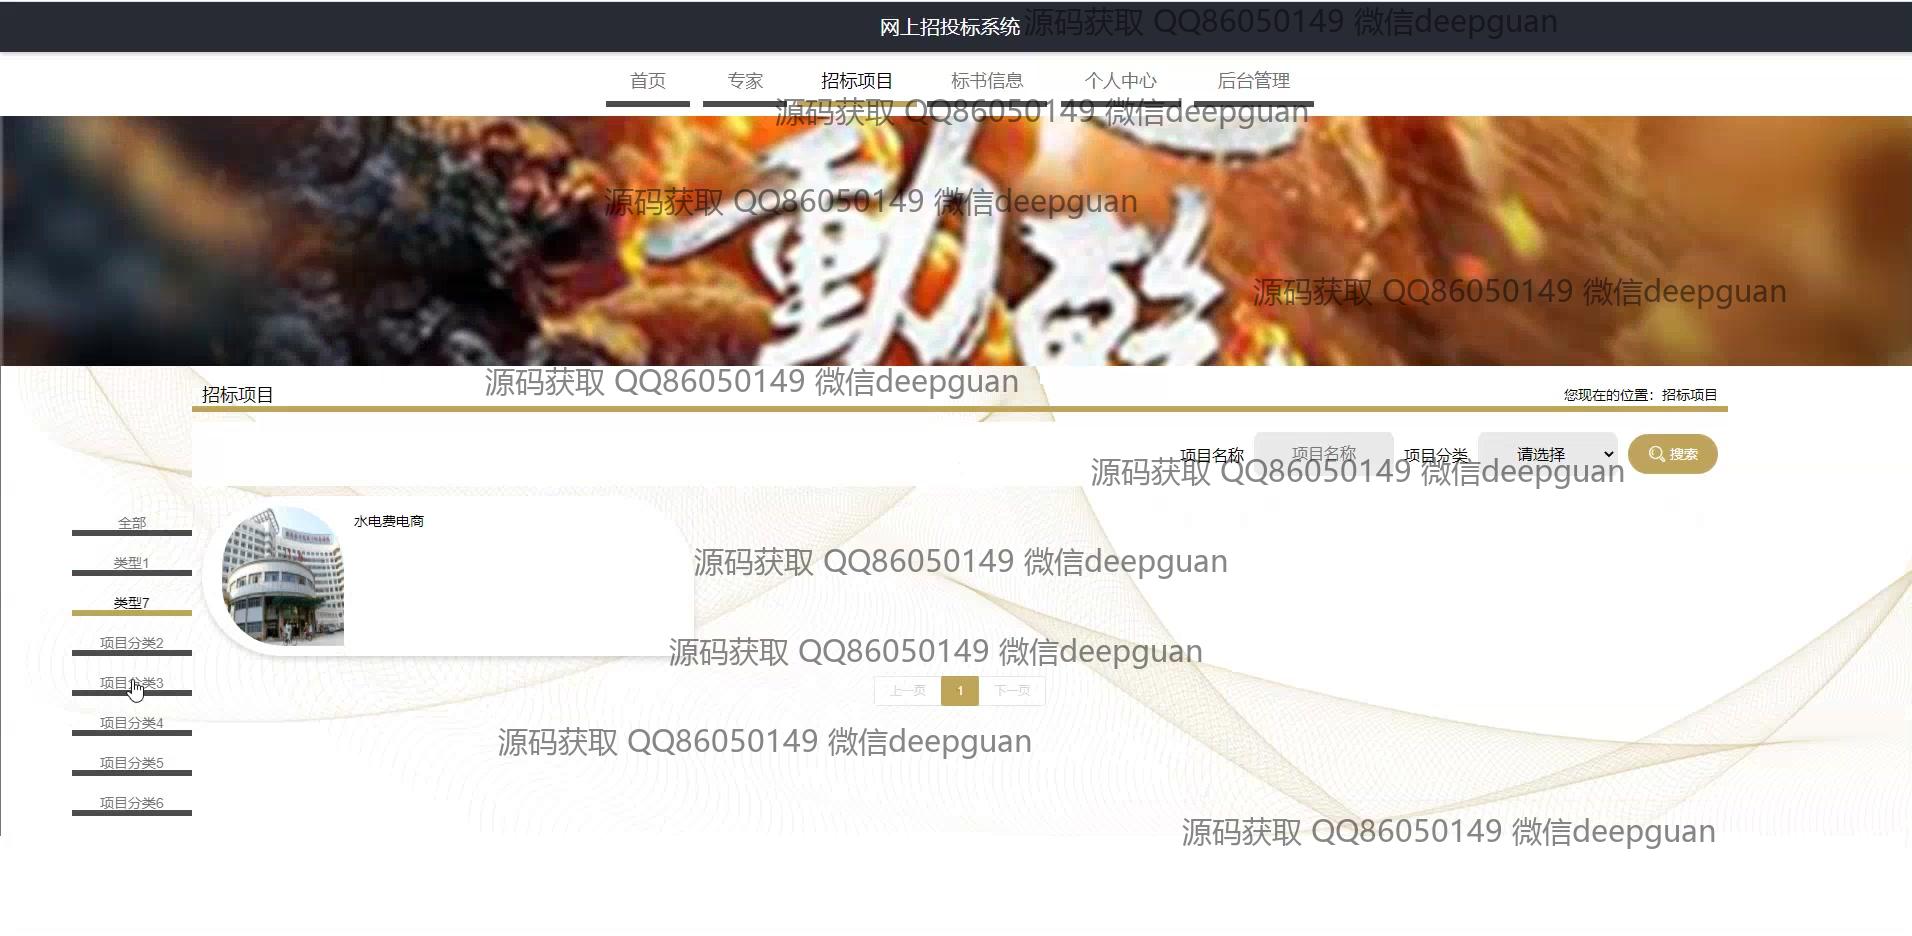 网上招投标系统
源码获取 QQ86050149 微信deepguan
首页 专家 招标项目 标书信息 个人中心 后台管理
源码获取 QQ86050149 微信deepguan
源码获取 QQ86050149 微信deepguan
動
源码获取 QQ86050149 微信deepguan
源码获取 QQ86050149 微信deepguan
招标项目
您现在的位置：招标项目
项目名称 项目名称 项目分类 请选择 搜索
源码获取 QQ86050149 微信deepguan
全部
水电费电商
类型1
源码获取 QQ86050149 微信deepguan
类型7
项目分类2
源码获取 QQ86050149 微信deepguan
项目分类3
上一页 1 下一页
项目分类4
源码获取 QQ86050149 微信deepguan
项目分类5
项目分类6
源码获取 QQ86050149 微信deepguan